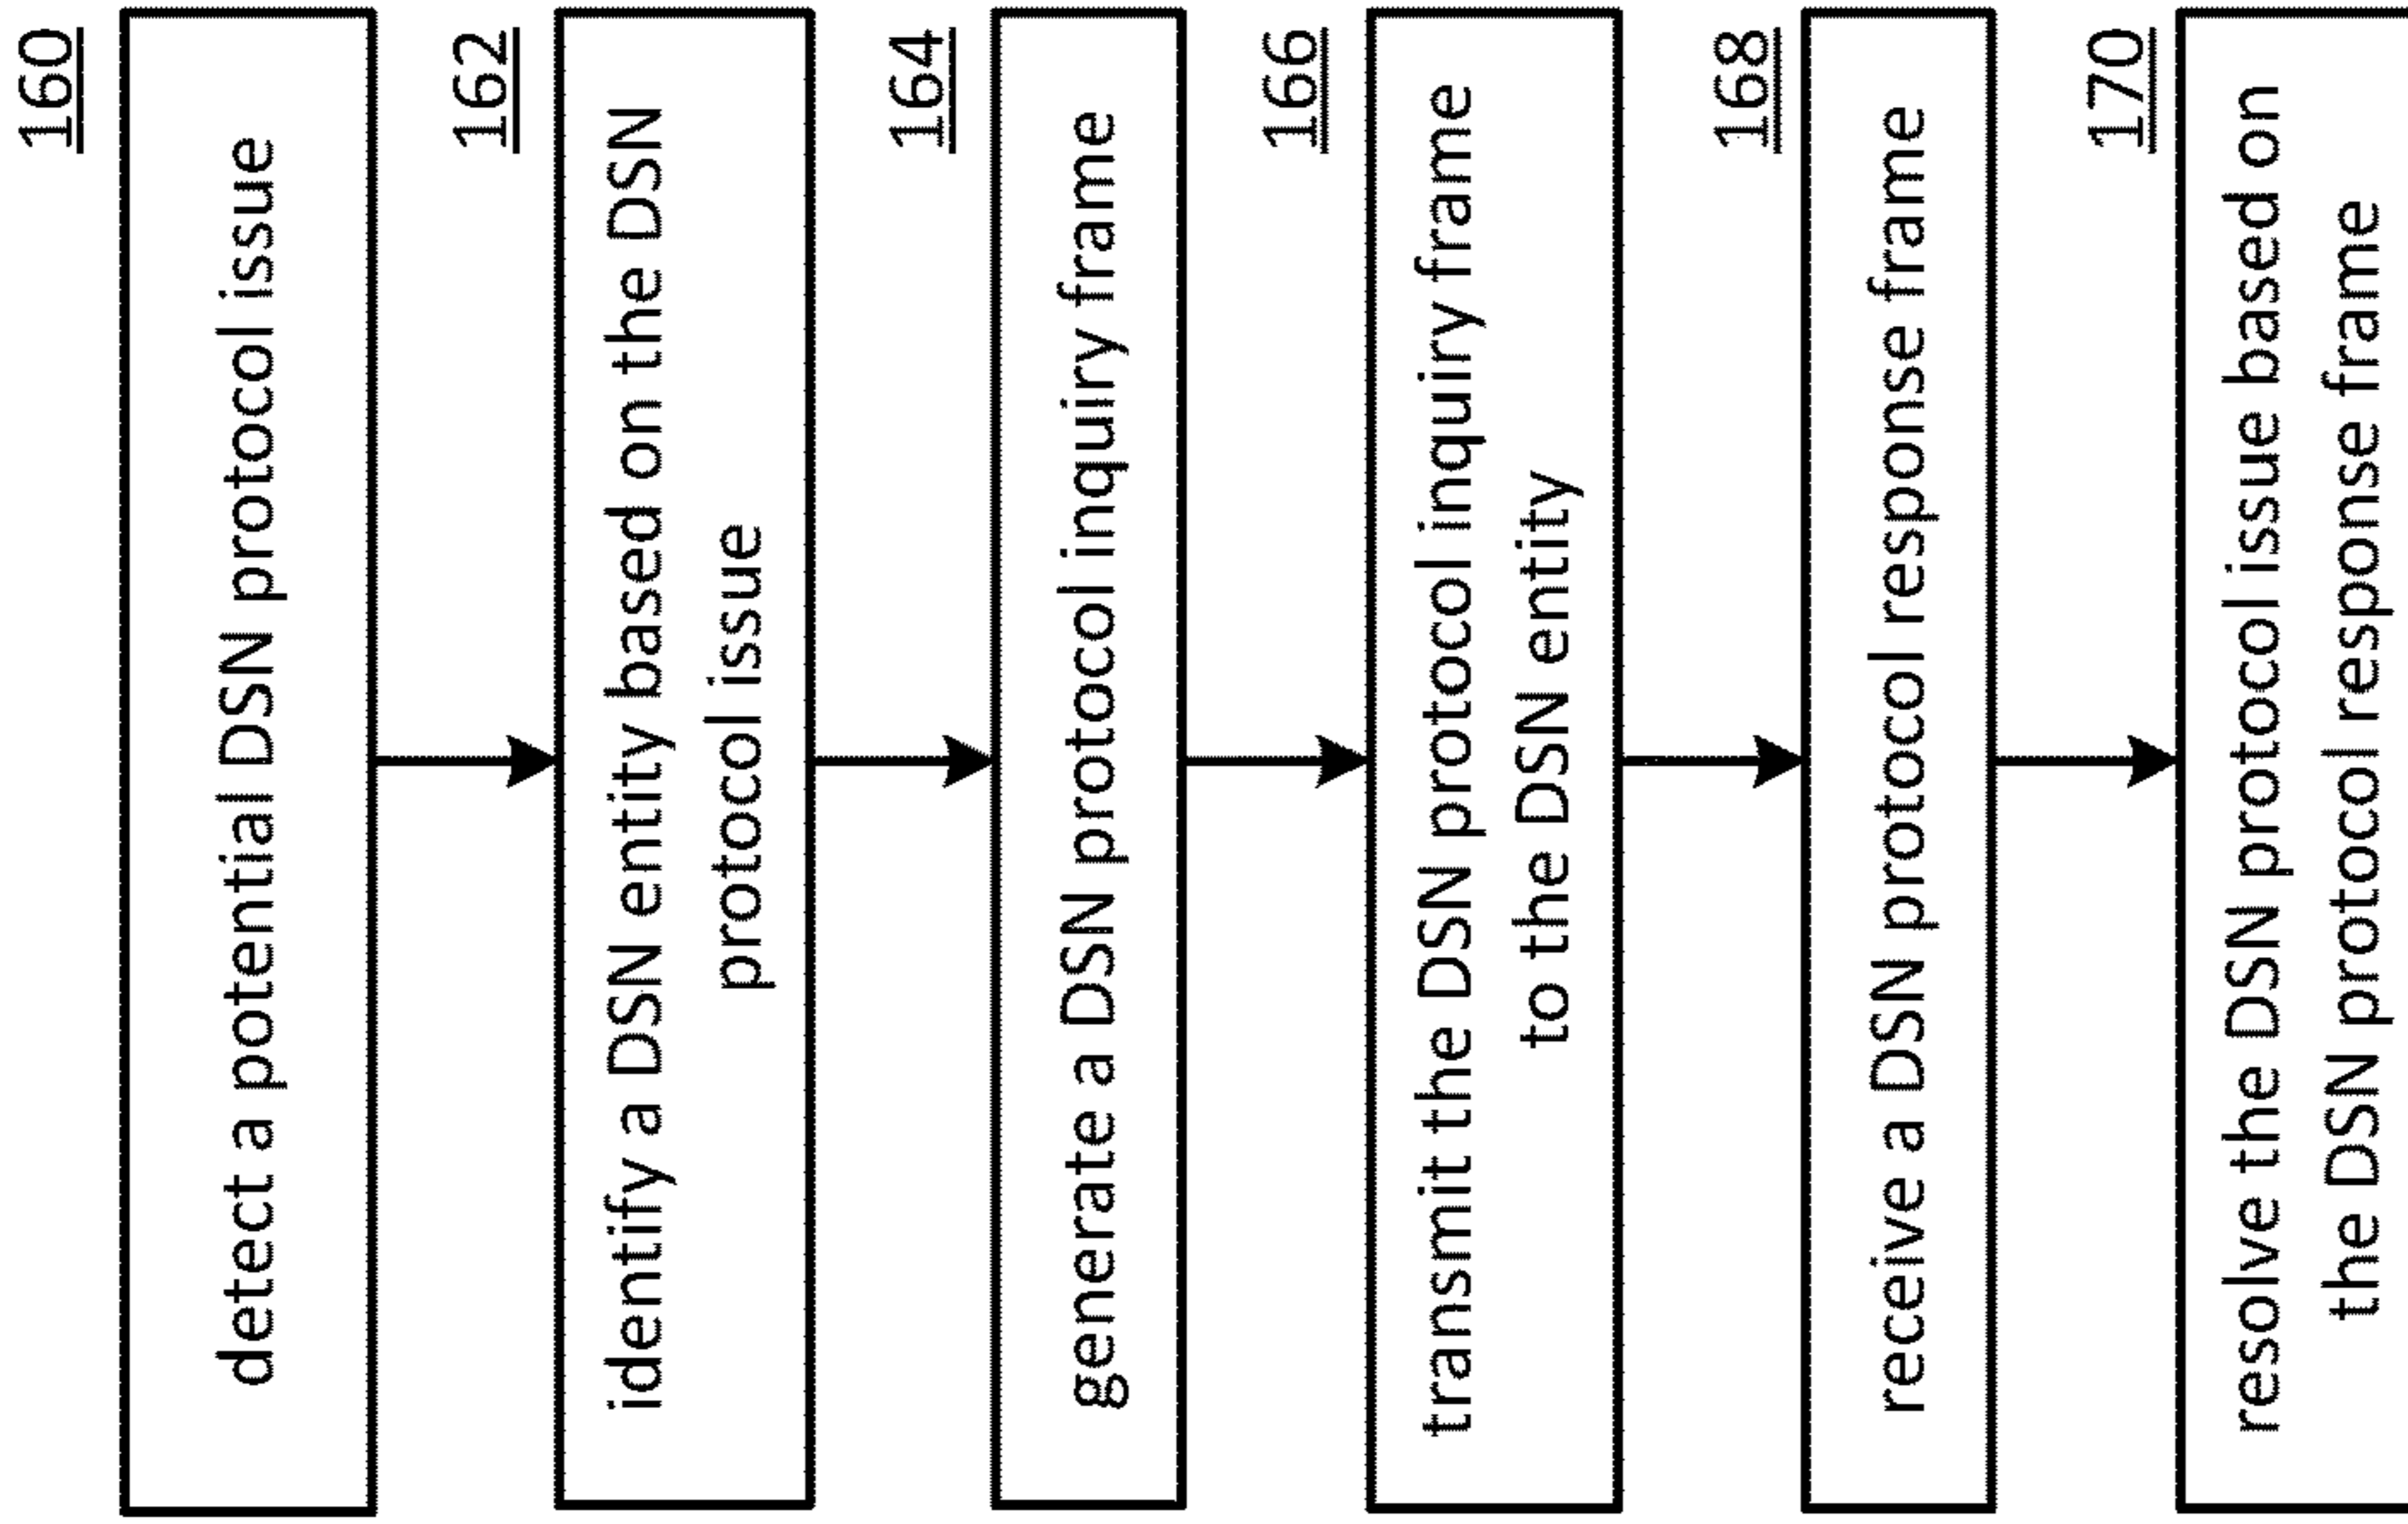 160
detect a potential DSN protocol issue
162
identify a DSN entity based on the DSN
protocol issue
164
generate a DSN protocol inquiry frame
166
transmit the DSN protocol inquiry frame
to the DSN entity
168
receive a DSN protocol response frame
170
resolve the DSN protocol issue based on
the DSN protocol response frame